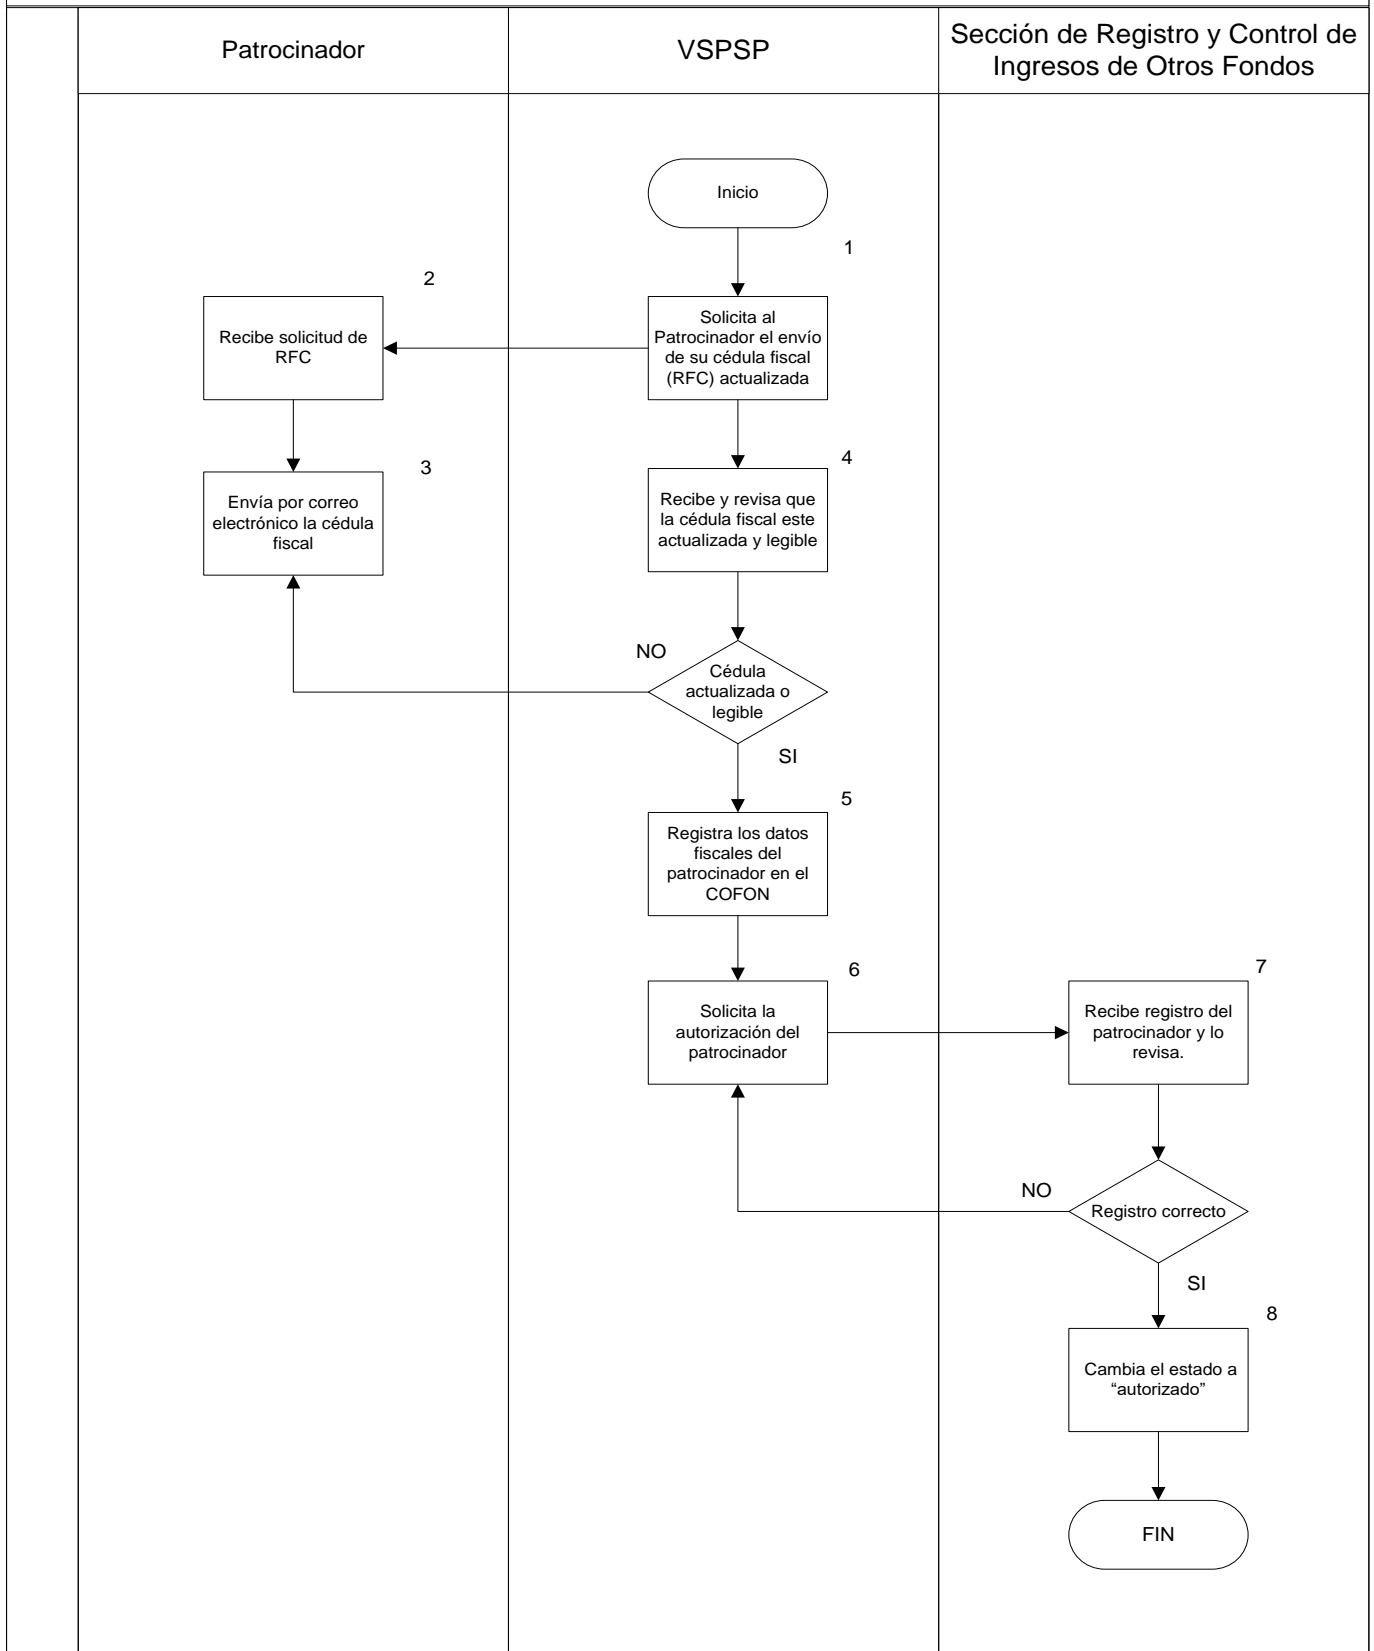 Patrocinador
VSPSP
Sección de Registro y Control de
Ingresos de Otros Fondos
Inicio
1
Solicita al
Patrocinador el envío
de su cédula fiscal
(RFC) actualizada
2
Recibe solicitud de
RFC
3
Envía por correo
electrónico la cédula
fiscal
4
Recibe y revisa que
la cédula fiscal este
actualizada y legible
NO
Cédula
actualizada o
legible
SI
5
Registra los datos
fiscales del
patrocinador en el
COFON
6
Solicita la
autorización del
patrocinador
7
Recibe registro del
patrocinador y lo
revisa.
NO
Registro correcto
SI
8
Cambia el estado a
“autorizado”
FIN